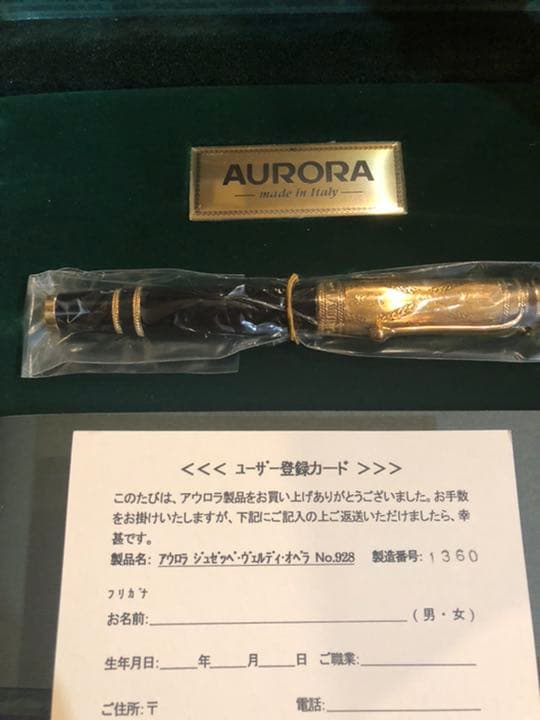 AURORA
made in Italy
<<< ユーザー登録カード >>>
このたびは、アウロラ製品をお買い上げありがとうございました。お手数
をお掛けいたしますが、下記にご記入の上ご返送いただけましたら、幸
甚です。
製品名: アウロラ ジュゼッペ・ヴェルディ・オペラ No.928 製造番号: 1360
フリガナ
お名前: (男・女)
生年月日: 年 月 日 ご職業:
ご住所: 〒 電話: